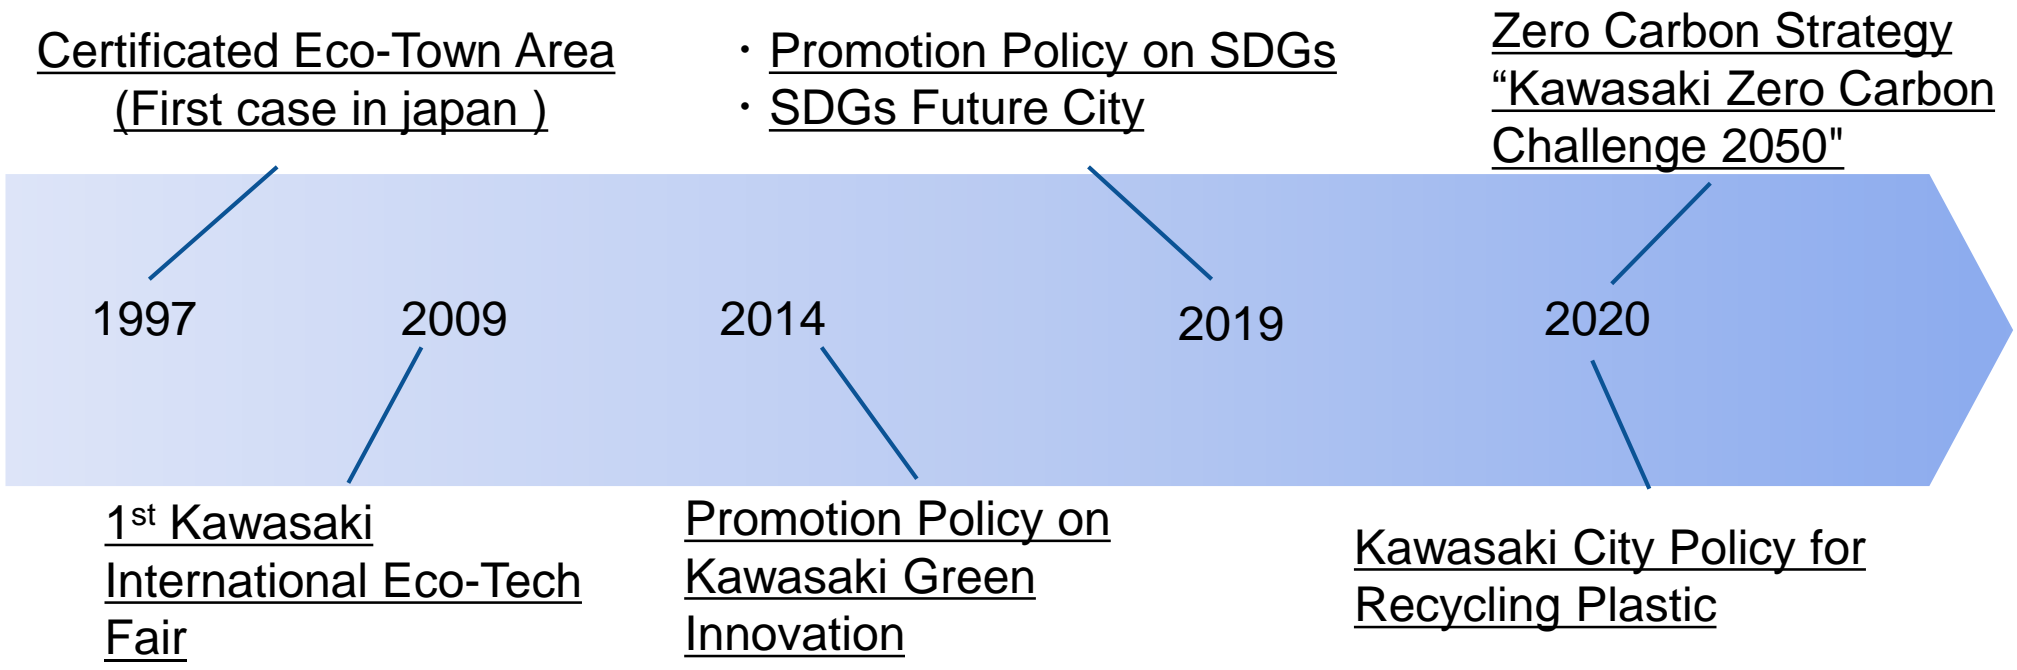 Certificated Eco-Town Area
(First case in japan )
・Promotion Policy on SDGs
・SDGs Future City
Zero Carbon Strategy
“Kawasaki Zero Carbon
Challenge 2050"
1997
2009
2014
2019
2020
1st Kawasaki
International Eco-Tech
Fair
Promotion Policy on
Kawasaki Green
Innovation
Kawasaki City Policy for
Recycling Plastic